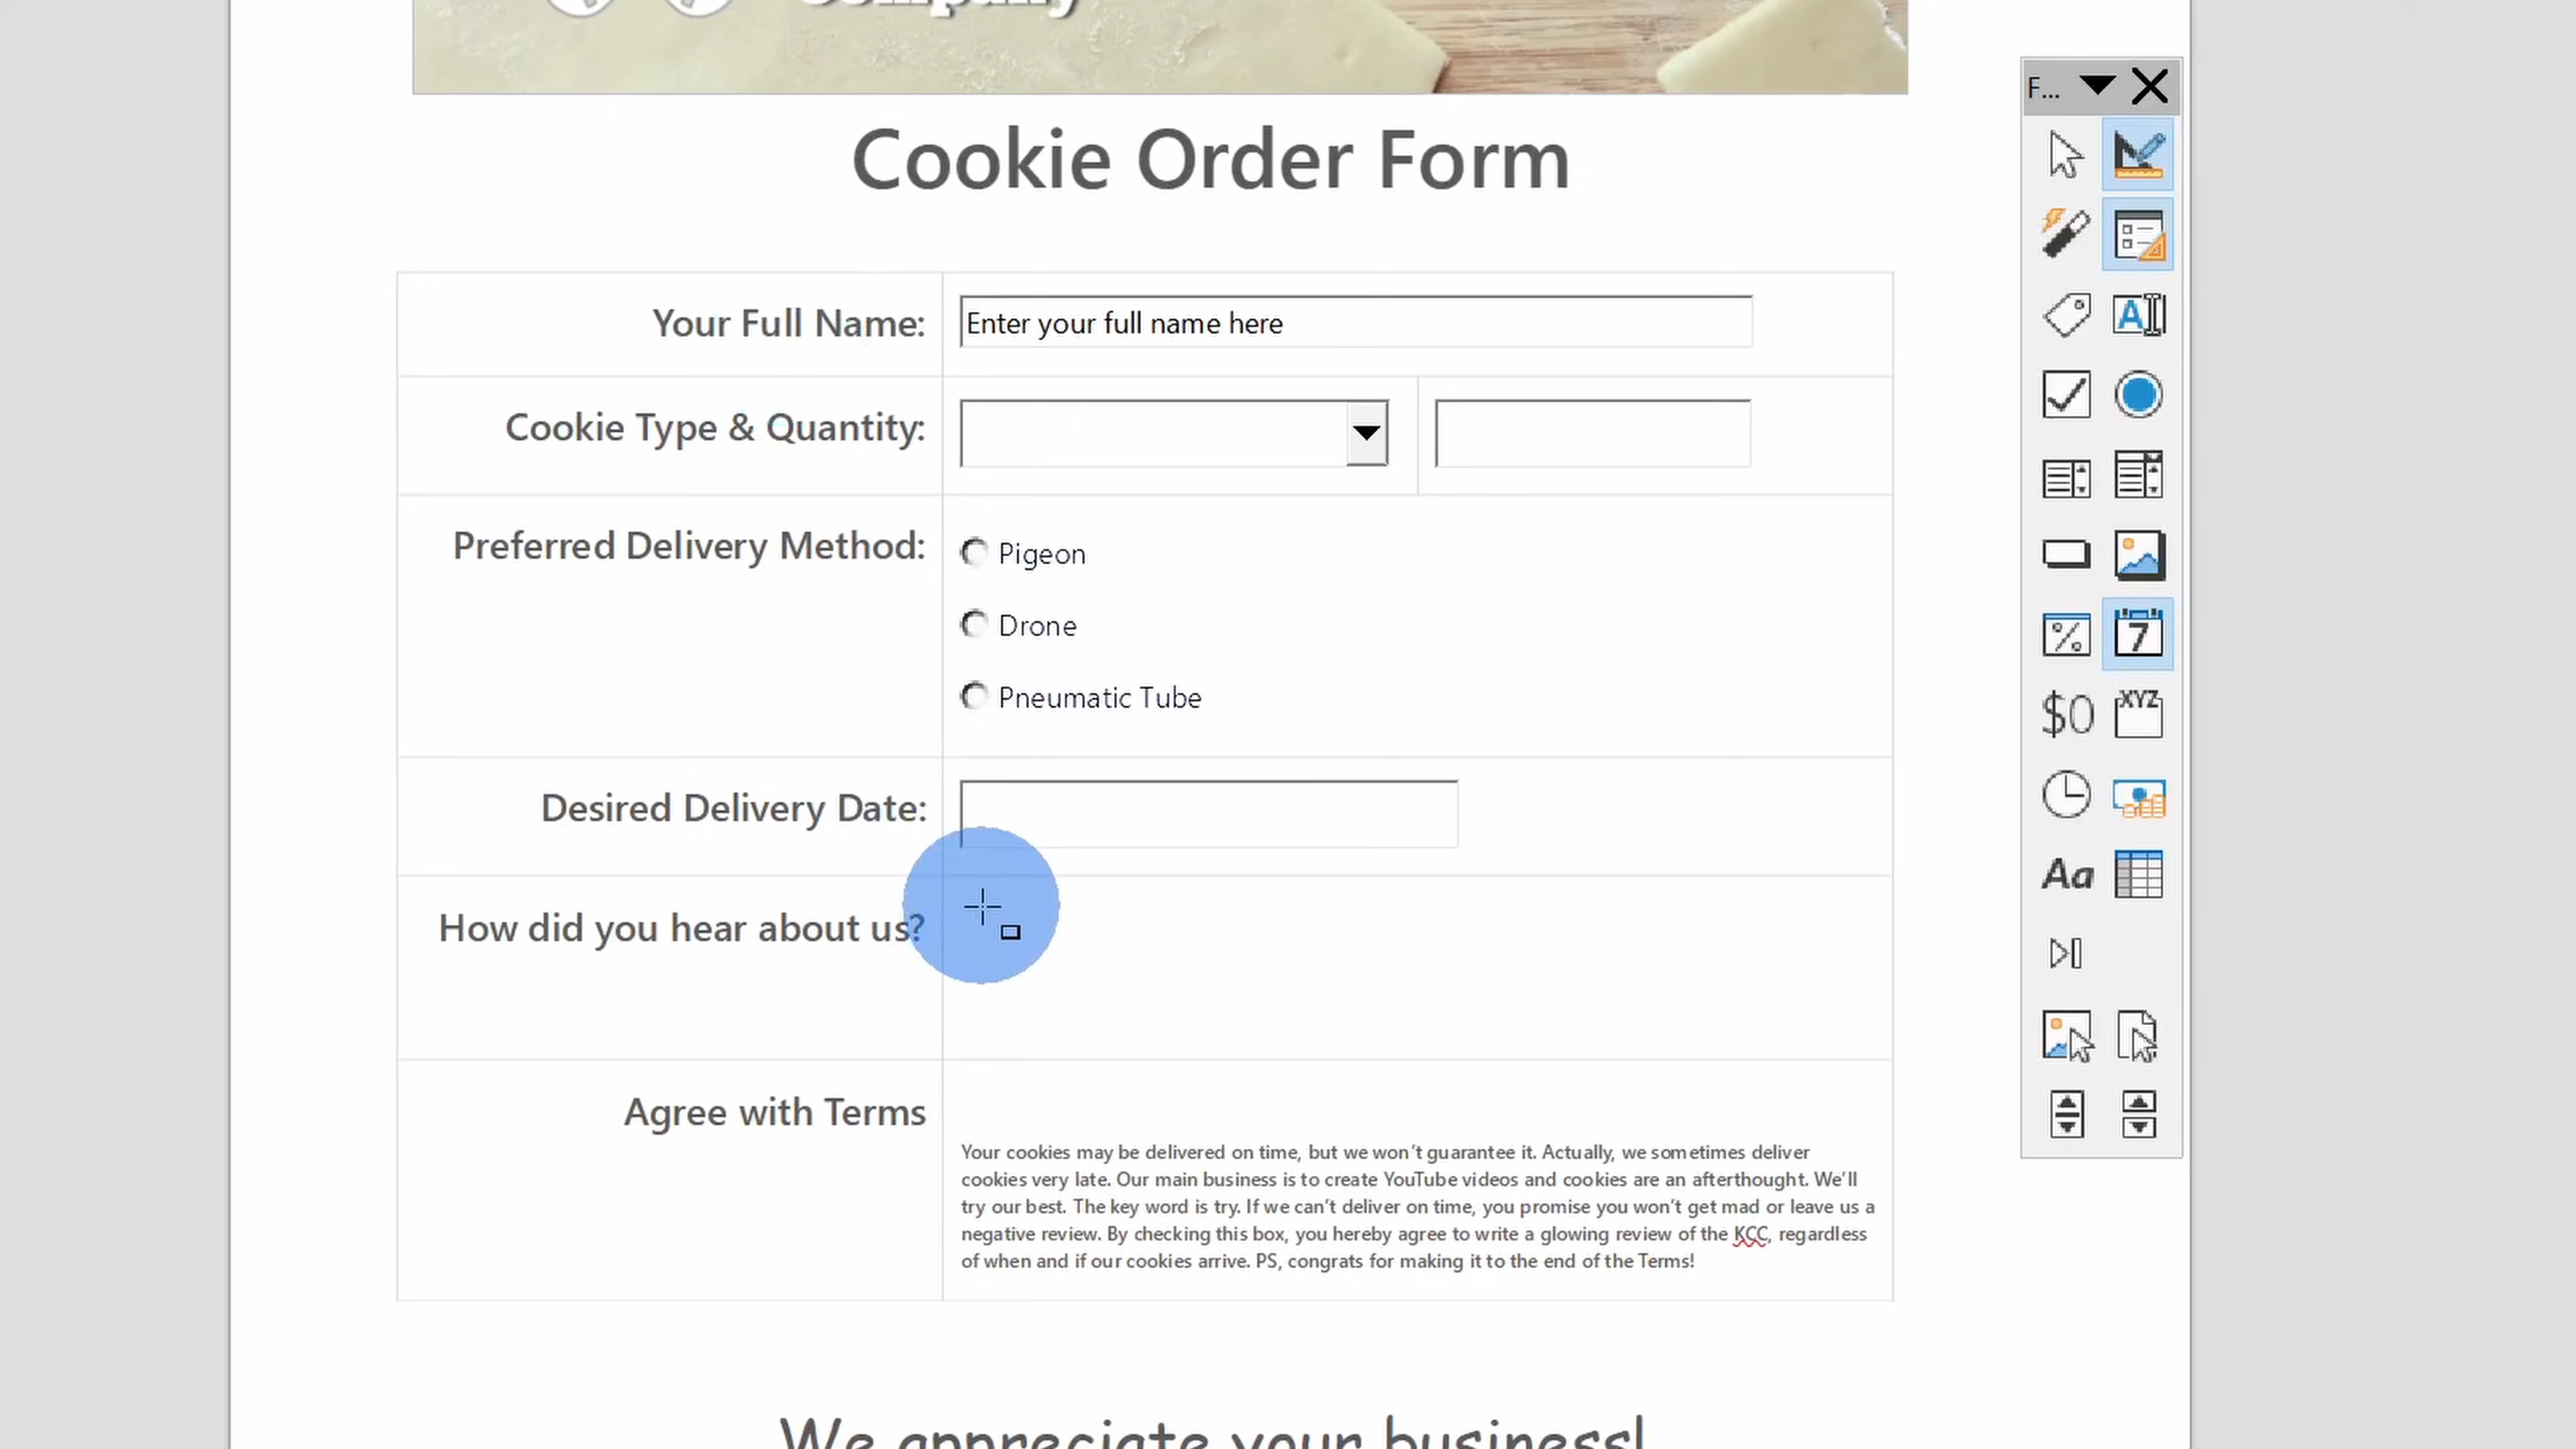 Company
Cookie Order Form
F...
Your Full Name:
Enter your full name here
Cookie Type & Quantity:
Preferred Delivery Method:
Pigeon
Drone
Pneumatic Tube
Desired Delivery Date:
How did you hear about us?
Agree with Terms
Your cookies may be delivered on time, but we won't guarantee it. Actually, we sometimes deliver
cookies very late. Our main business is to create YouTube videos and cookies are an afterthought. We'll
try our best. The key word is try. If we can't deliver on time, you promise you won't get mad or leave us a
negative review. By checking this box, you hereby agree to write a glowing review of the KCC, regardless
of when and if our cookies arrive. PS, congrats for making it to the end of the Terms!
We appreciate your business!
A
%
7
$0
XYZ
Aa